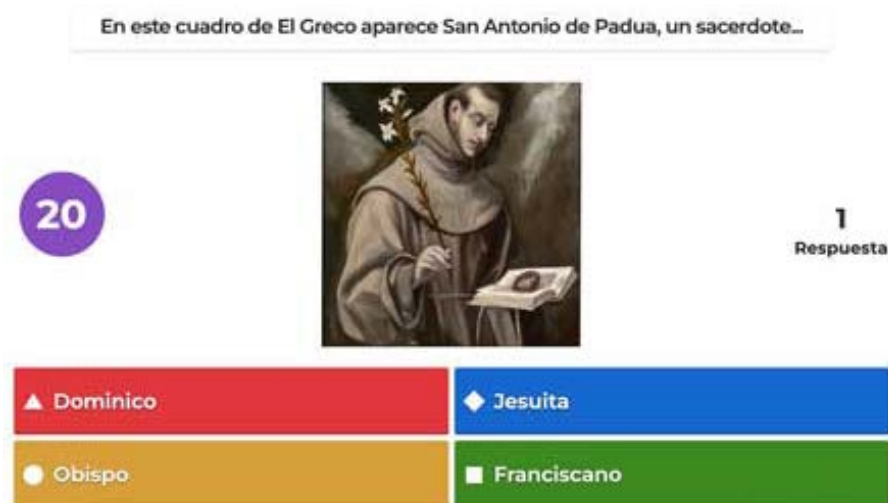 En este cuadro de El Greco aparece San Antonio de Padua, un sacerdote...
20
1
Respuesta
Dominico
Jesuita
Obispo
Franciscano